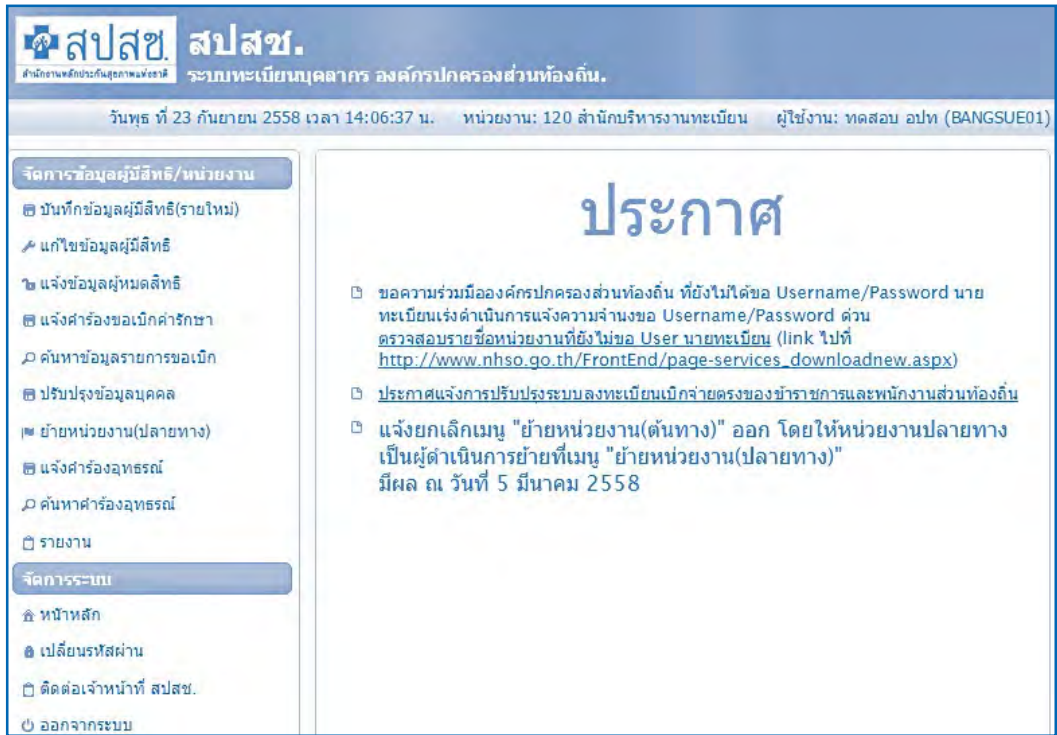 สปสช.
สำนักงานหลักประกันสุขภาพแห่งชาติ
สปสช.
ระบบทะเบียนบุคลากร องค์กรปกครองส่วนท้องถิ่น.
วันพุธ ที่ 23 กันยายน 2558 เวลา 14:06:37 น. หน่วยงาน: 120 สำนักบริหารงานทะเบียน ผู้ใช้งาน: ทดสอบ อปท (BANGSUE01)
จัดการข้อมูลผู้มีสิทธิ/หน่วยงาน
บันทึกข้อมูลผู้มีสิทธิ(รายใหม่)
แก้ไขข้อมูลผู้มีสิทธิ
แจ้งข้อมูลผู้หมดสิทธิ
แจ้งคำร้องขอเบิกค่ารักษา
ค้นหาข้อมูลรายการขอเบิก
ปรับปรุงข้อมูลบุคคล
ย้ายหน่วยงาน(ปลายทาง)
แจ้งคำร้องอุทธรณ์
ค้นหาคำร้องอุทธรณ์
รายงาน
จัดการระบบ
หน้าหลัก
เปลี่ยนรหัสผ่าน
ติดต่อเจ้าหน้าที่ สปสช.
ออกจากระบบ
ประกาศ
ขอความร่วมมือองค์กรปกครองส่วนท้องถิ่น ที่ยังไม่ได้ขอ Username/Password นาย
ทะเบียนเร่งดำเนินการแจ้งความจำนงขอ Username/Password ด่วน
ตรวจสอบรายชื่อหน่วยงานที่ยังไม่ขอ User นายทะเบียน (link ไปที่
http://www.nhso.go.th/FrontEnd/page-services_downloadnew.aspx)
ประกาศแจ้งการปรับปรุงระบบลงทะเบียนเบิกจ่ายตรงของข้าราชการและพนักงานส่วนท้องถิ่น
แจ้งยกเลิกเมนู "ย้ายหน่วยงาน(ต้นทาง)" ออก โดยให้หน่วยงานปลายทาง
เป็นผู้ดำเนินการย้ายที่เมนู "ย้ายหน่วยงาน(ปลายทาง)"
มีผล ณ วันที่ 5 มีนาคม 2558